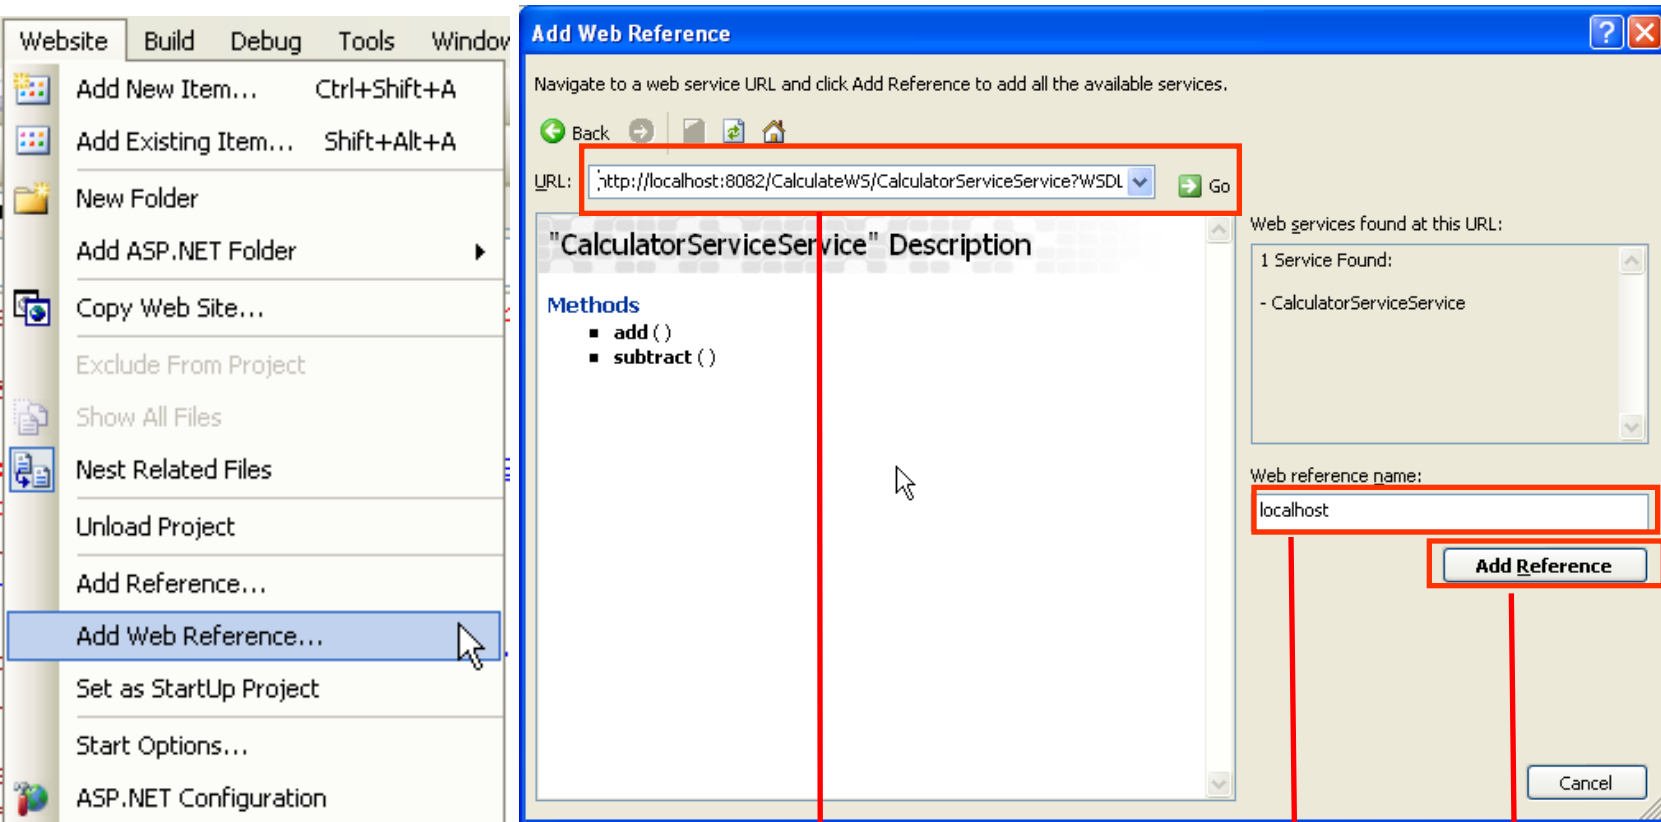 Website Build Debug Tools Window
Add New Item... Ctrl+Shift+A
Add Existing Item... Shift+Alt+A
New Folder
Add ASP.NET Folder
Copy Web Site...
Exclude From Project
Show All Files
Nest Related Files
Unload Project
Add Reference...
Add Web Reference...
Set as StartUp Project
Start Options...
ASP.NET Configuration
Add Web Reference
Navigate to a web service URL and click Add Reference to add all the available services.
Back
URL: http://localhost:8082/CalculateWS/CalculatorServiceService?WSDL Go
"CalculatorServiceService" Description
Methods
add ( )
subtract ( )
Web services found at this URL:
1 Service Found:
- CalculatorServiceService
Web reference name:
localhost
Add Reference
Cancel